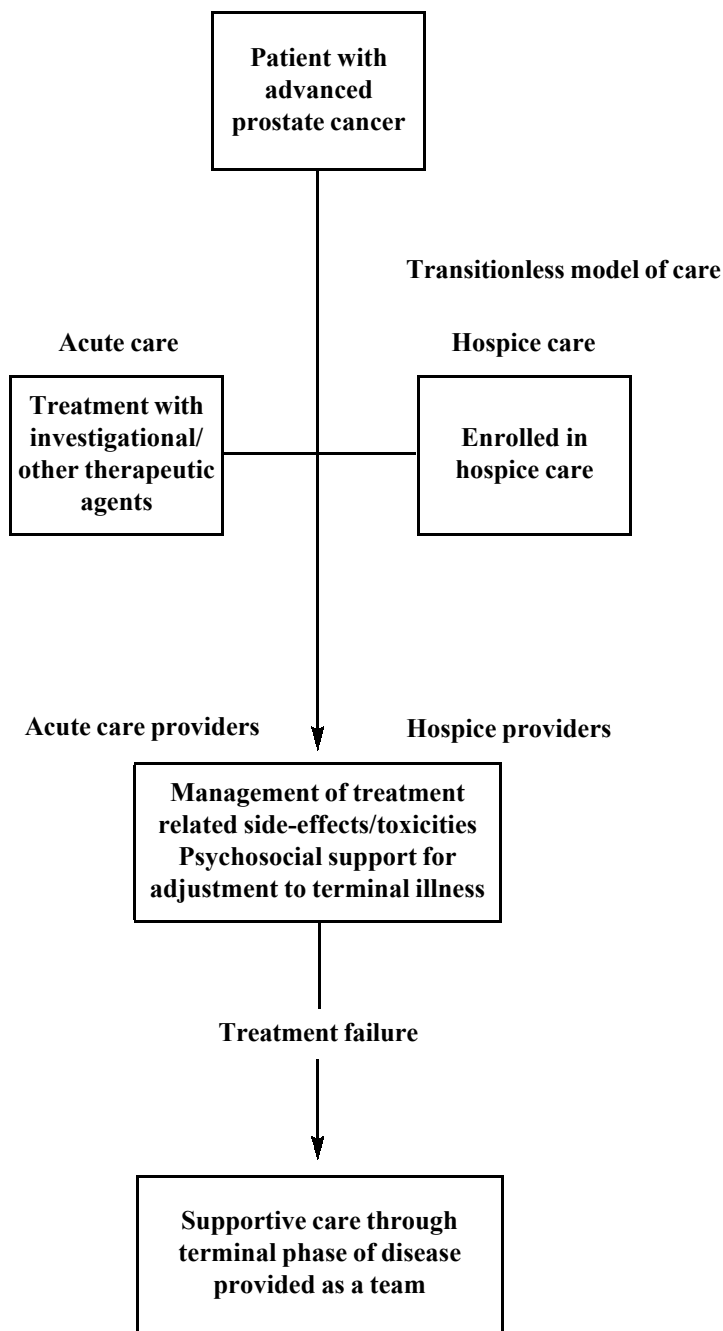 Patient with
advanced
prostate cancer
Transitionless model of care
Acute care
Hospice care
Treatment with
investigational/
other therapeutic
agents
Enrolled in
hospice care
Acute care providers
Hospice providers
Management of treatment
related side-effects/toxicities
Psychosocial support for
adjustment to terminal illness
Treatment failure
Supportive care through
terminal phase of disease
provided as a team